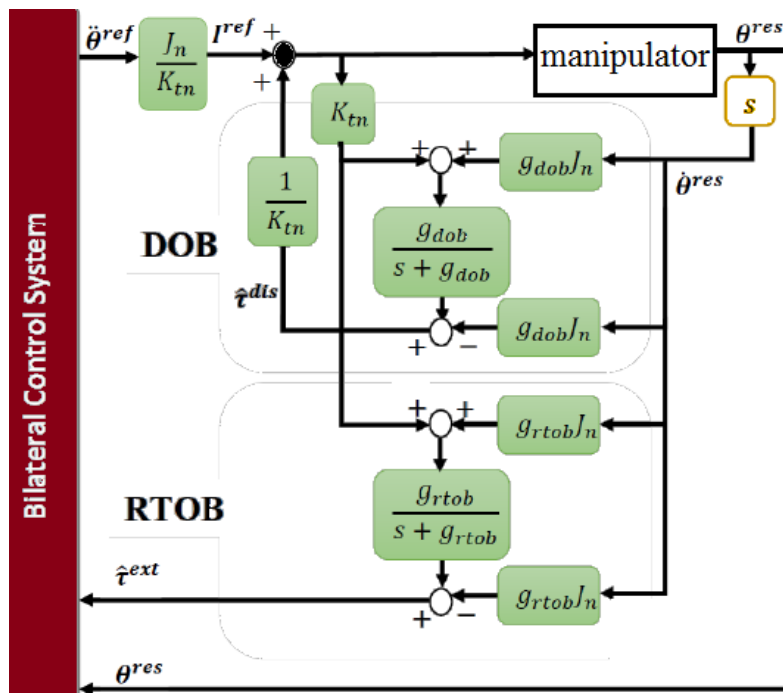 Bilateral Control System
θ̈^ref
J_n
K_tn
I^ref
+
+
manipulator
θ^res
s
θ̇^res
K_tn
1
K_tn
DOB
τ̂^dis
+
+
g_dob J_n
g_dob
s + g_dob
+
−
g_dob J_n
RTOB
+
+
g_rtob J_n
g_rtob
s + g_rtob
+
−
g_rtob J_n
τ̂^ext
θ^res